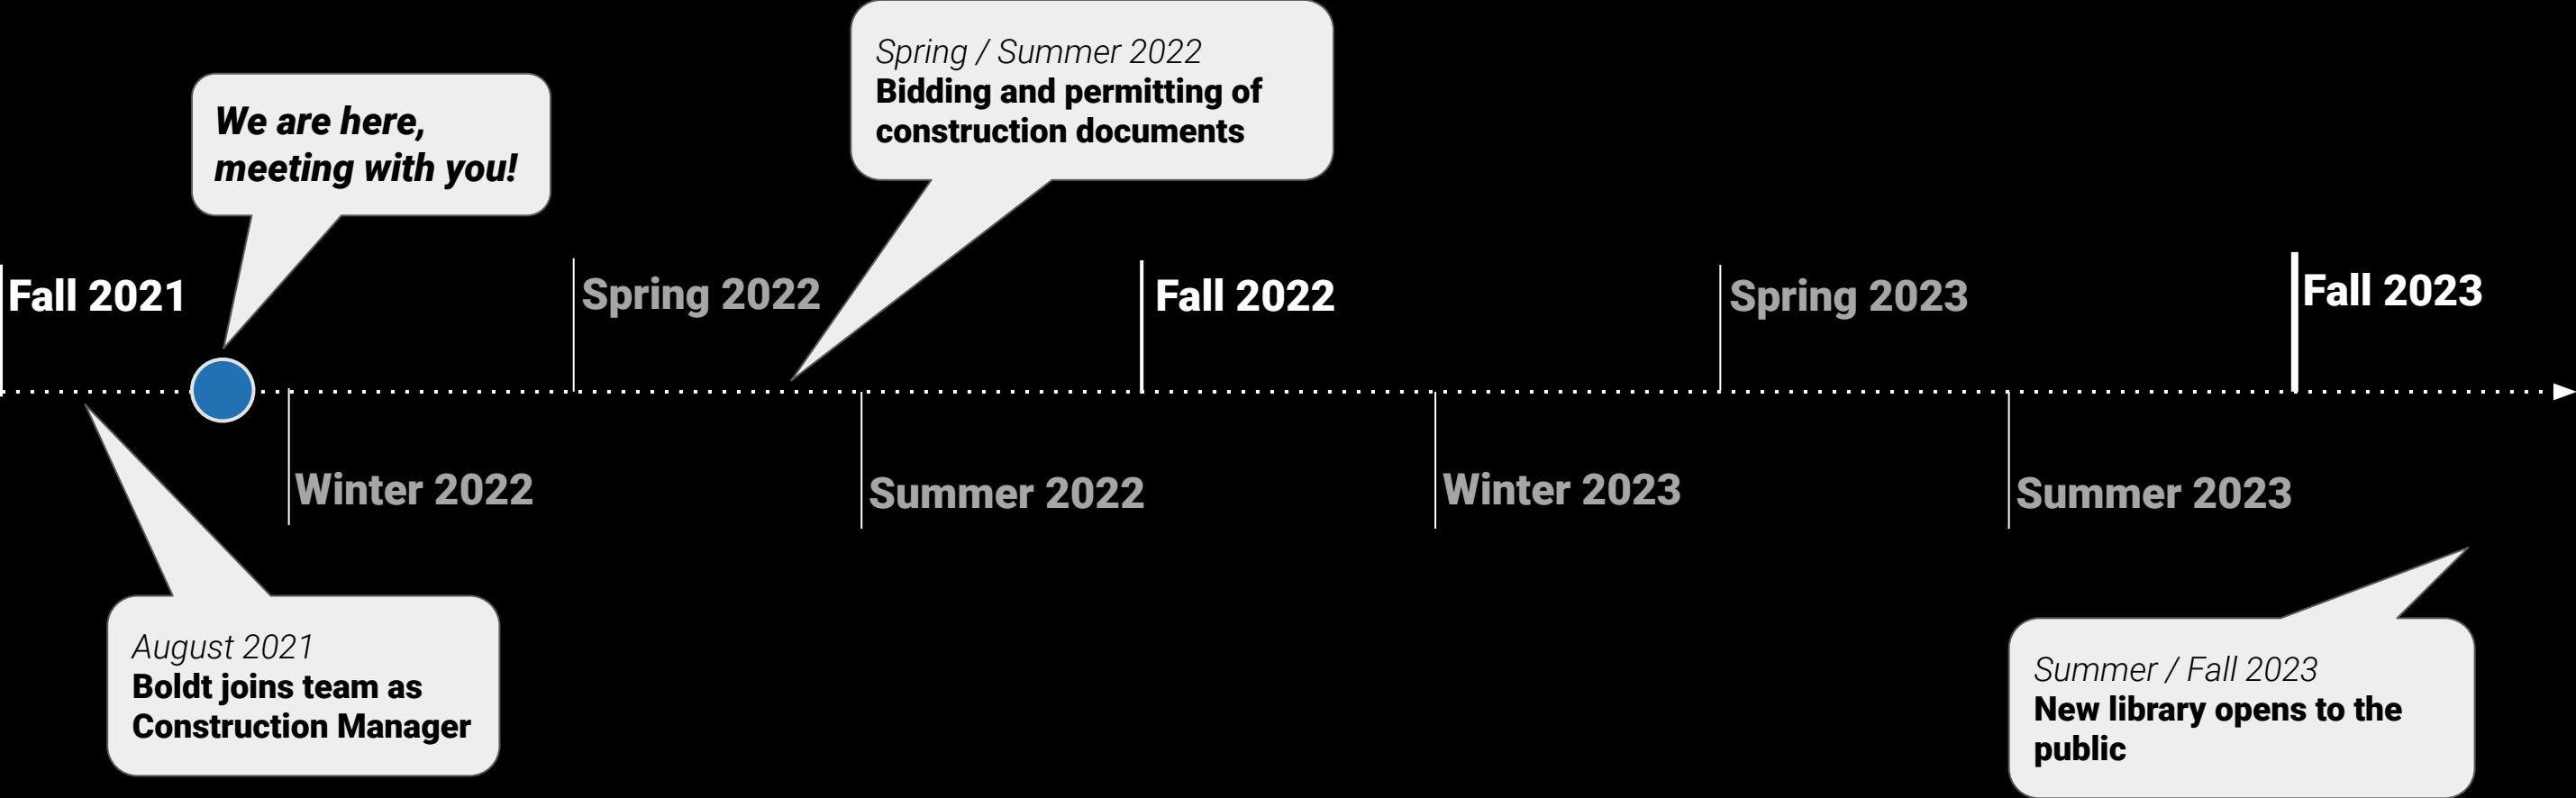 Spring / Summer 2022
Bidding and permitting of
construction documents
We are here,
meeting with you!
Fall 2021
Spring 2022
Fall 2022
Spring 2023
Fall 2023
Winter 2022
Summer 2022
Winter 2023
Summer 2023
August 2021
Boldt joins team as
Construction Manager
Summer / Fall 2023
New library opens to the
public